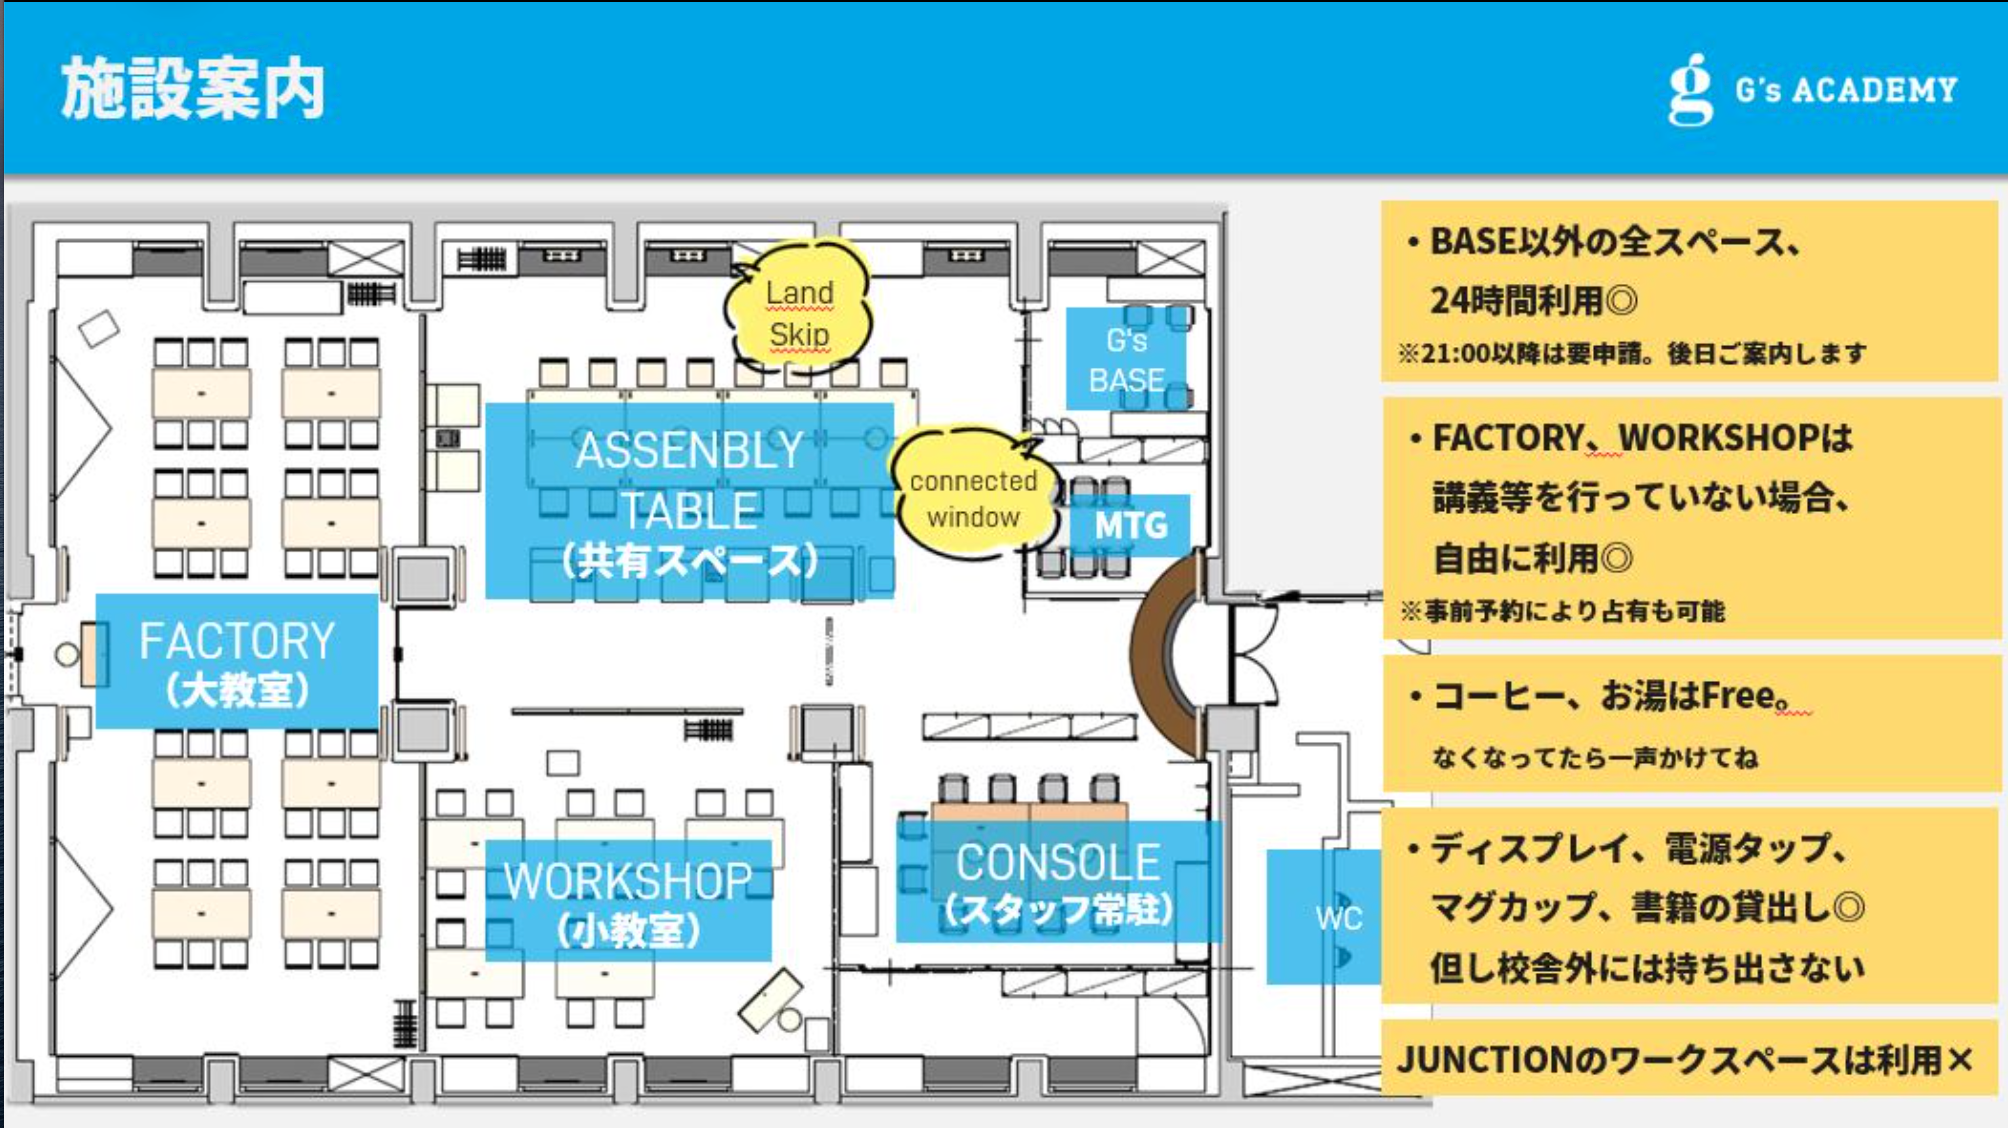 施設案内
g G's ACADEMY
Land
Skip
G's
BASE
ASSENBLY
TABLE
（共有スペース）
connected
window
MTG
FACTORY
（大教室）
WORKSHOP
（小教室）
CONSOLE
（スタッフ常駐）
WC
・BASE以外の全スペース、
24時間利用◎
※21:00以降は要申請。後日ご案内します
・FACTORY、WORKSHOPは
講義等を行っていない場合、
自由に利用◎
※事前予約により占有も可能
・コーヒー、お湯はFree。
なくなってたら一声かけてね
・ディスプレイ、電源タップ、
マグカップ、書籍の貸出し◎
但し校舎外には持ち出さない
JUNCTIONのワークスペースは利用×